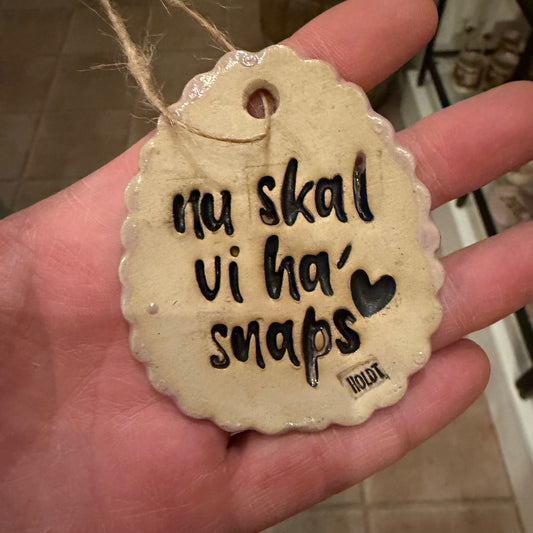 nu skal
vi ha'
snaps
HOLDT